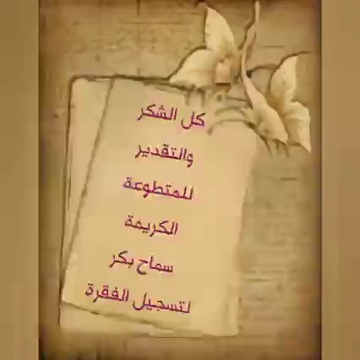 كل الشكر
والتقدير
للمتطوعة
الكريمة
سماح بكر
لتسجيل الفقرة